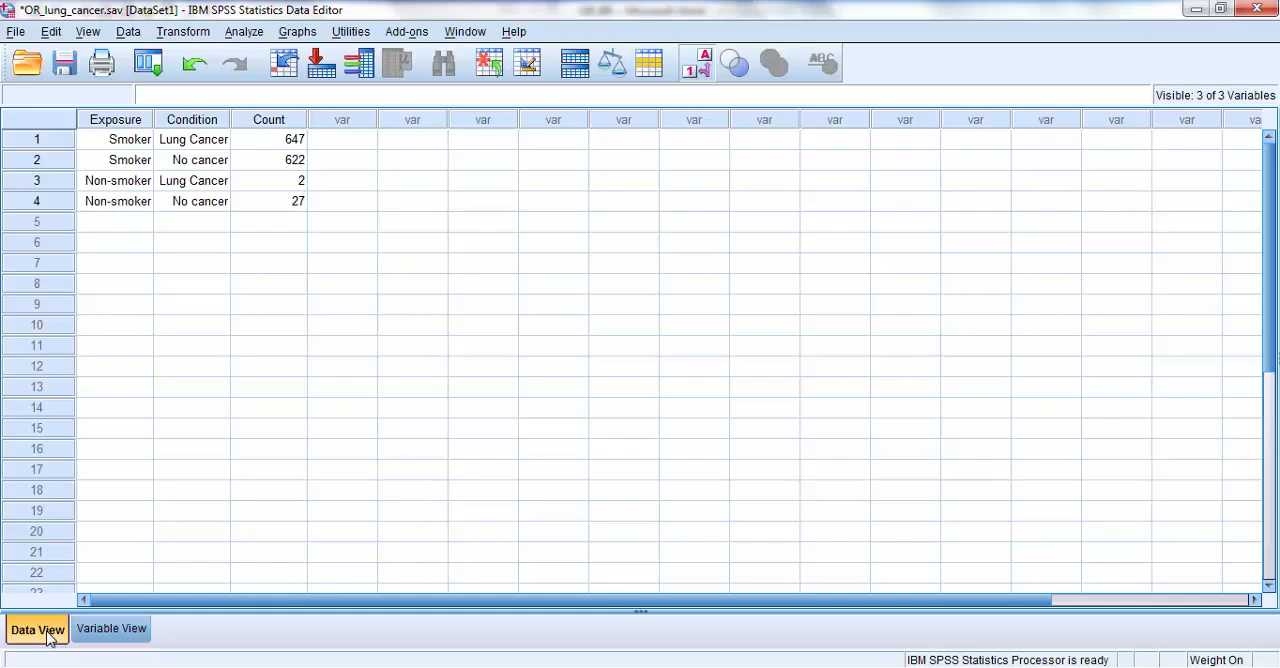 *OR_lung_cancer.sav [DataSet1] - IBM SPSS Statistics Data Editor
File Edit View Data Transform Analyze Graphs Utilities Add-ons Window Help
A
1
ABC
Visible: 3 of 3 Variables
Exposure Condition Count var var var var var var var var var var var var var va
1 Smoker Lung Cancer 647
2 Smoker No cancer 622
3 Non-smoker Lung Cancer 2
4 Non-smoker No cancer 27
5
6
7
8
9
10
11
12
13
14
15
16
17
18
19
20
21
22
23
Data View Variable View
IBM SPSS Statistics Processor is ready Weight On